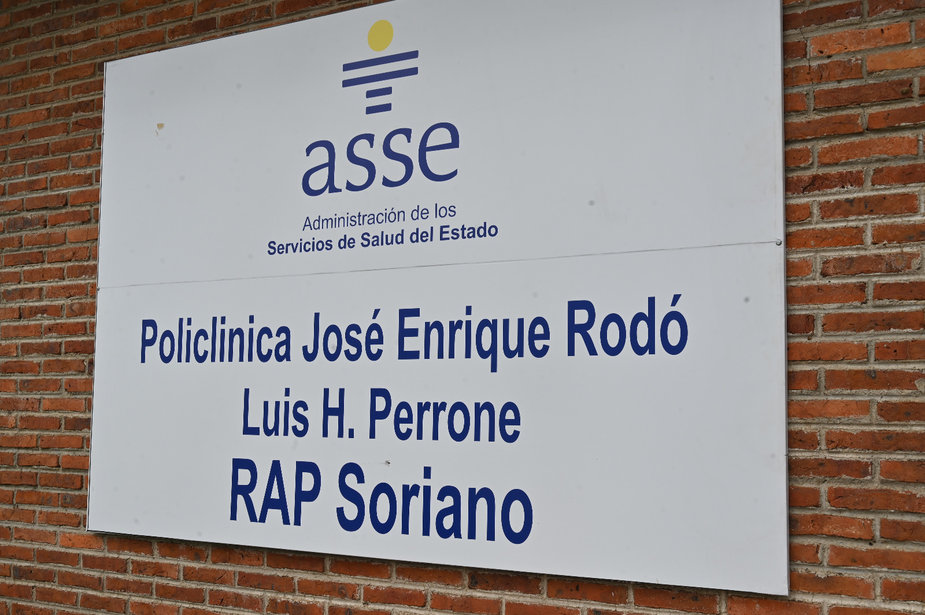 asse
Administración de los
Servicios de Salud del Estado
Policlinica José Enrique Rodó
Luis H. Perrone
RAP Soriano